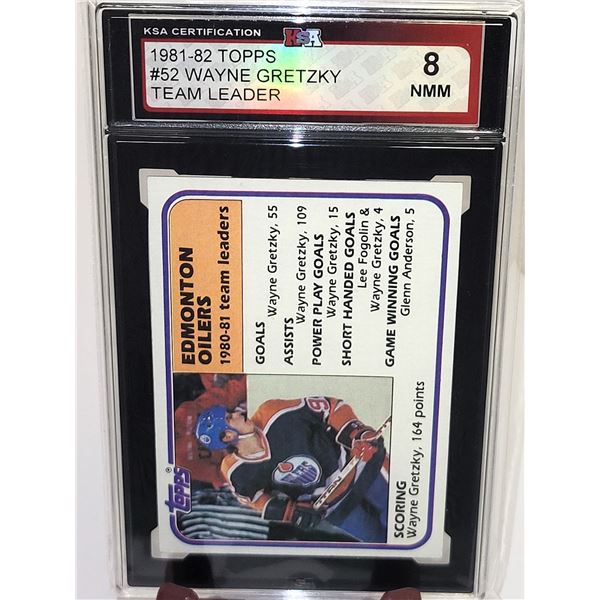 KSA CERTIFICATION
KSA
1981-82 TOPPS
#52 WAYNE GRETZKY
TEAM LEADER
8
NMM
topps®
EDMONTON
OILERS
1980-81 team leaders
GOALS
Wayne Gretzky, 55
ASSISTS
Wayne Gretzky, 109
POWER PLAY GOALS
Wayne Gretzky, 15
SHORT HANDED GOALS
Lee Fogolin &
Wayne Gretzky, 4
GAME WINNING GOALS
Glenn Anderson, 5
SCORING
Wayne Gretzky, 164 points